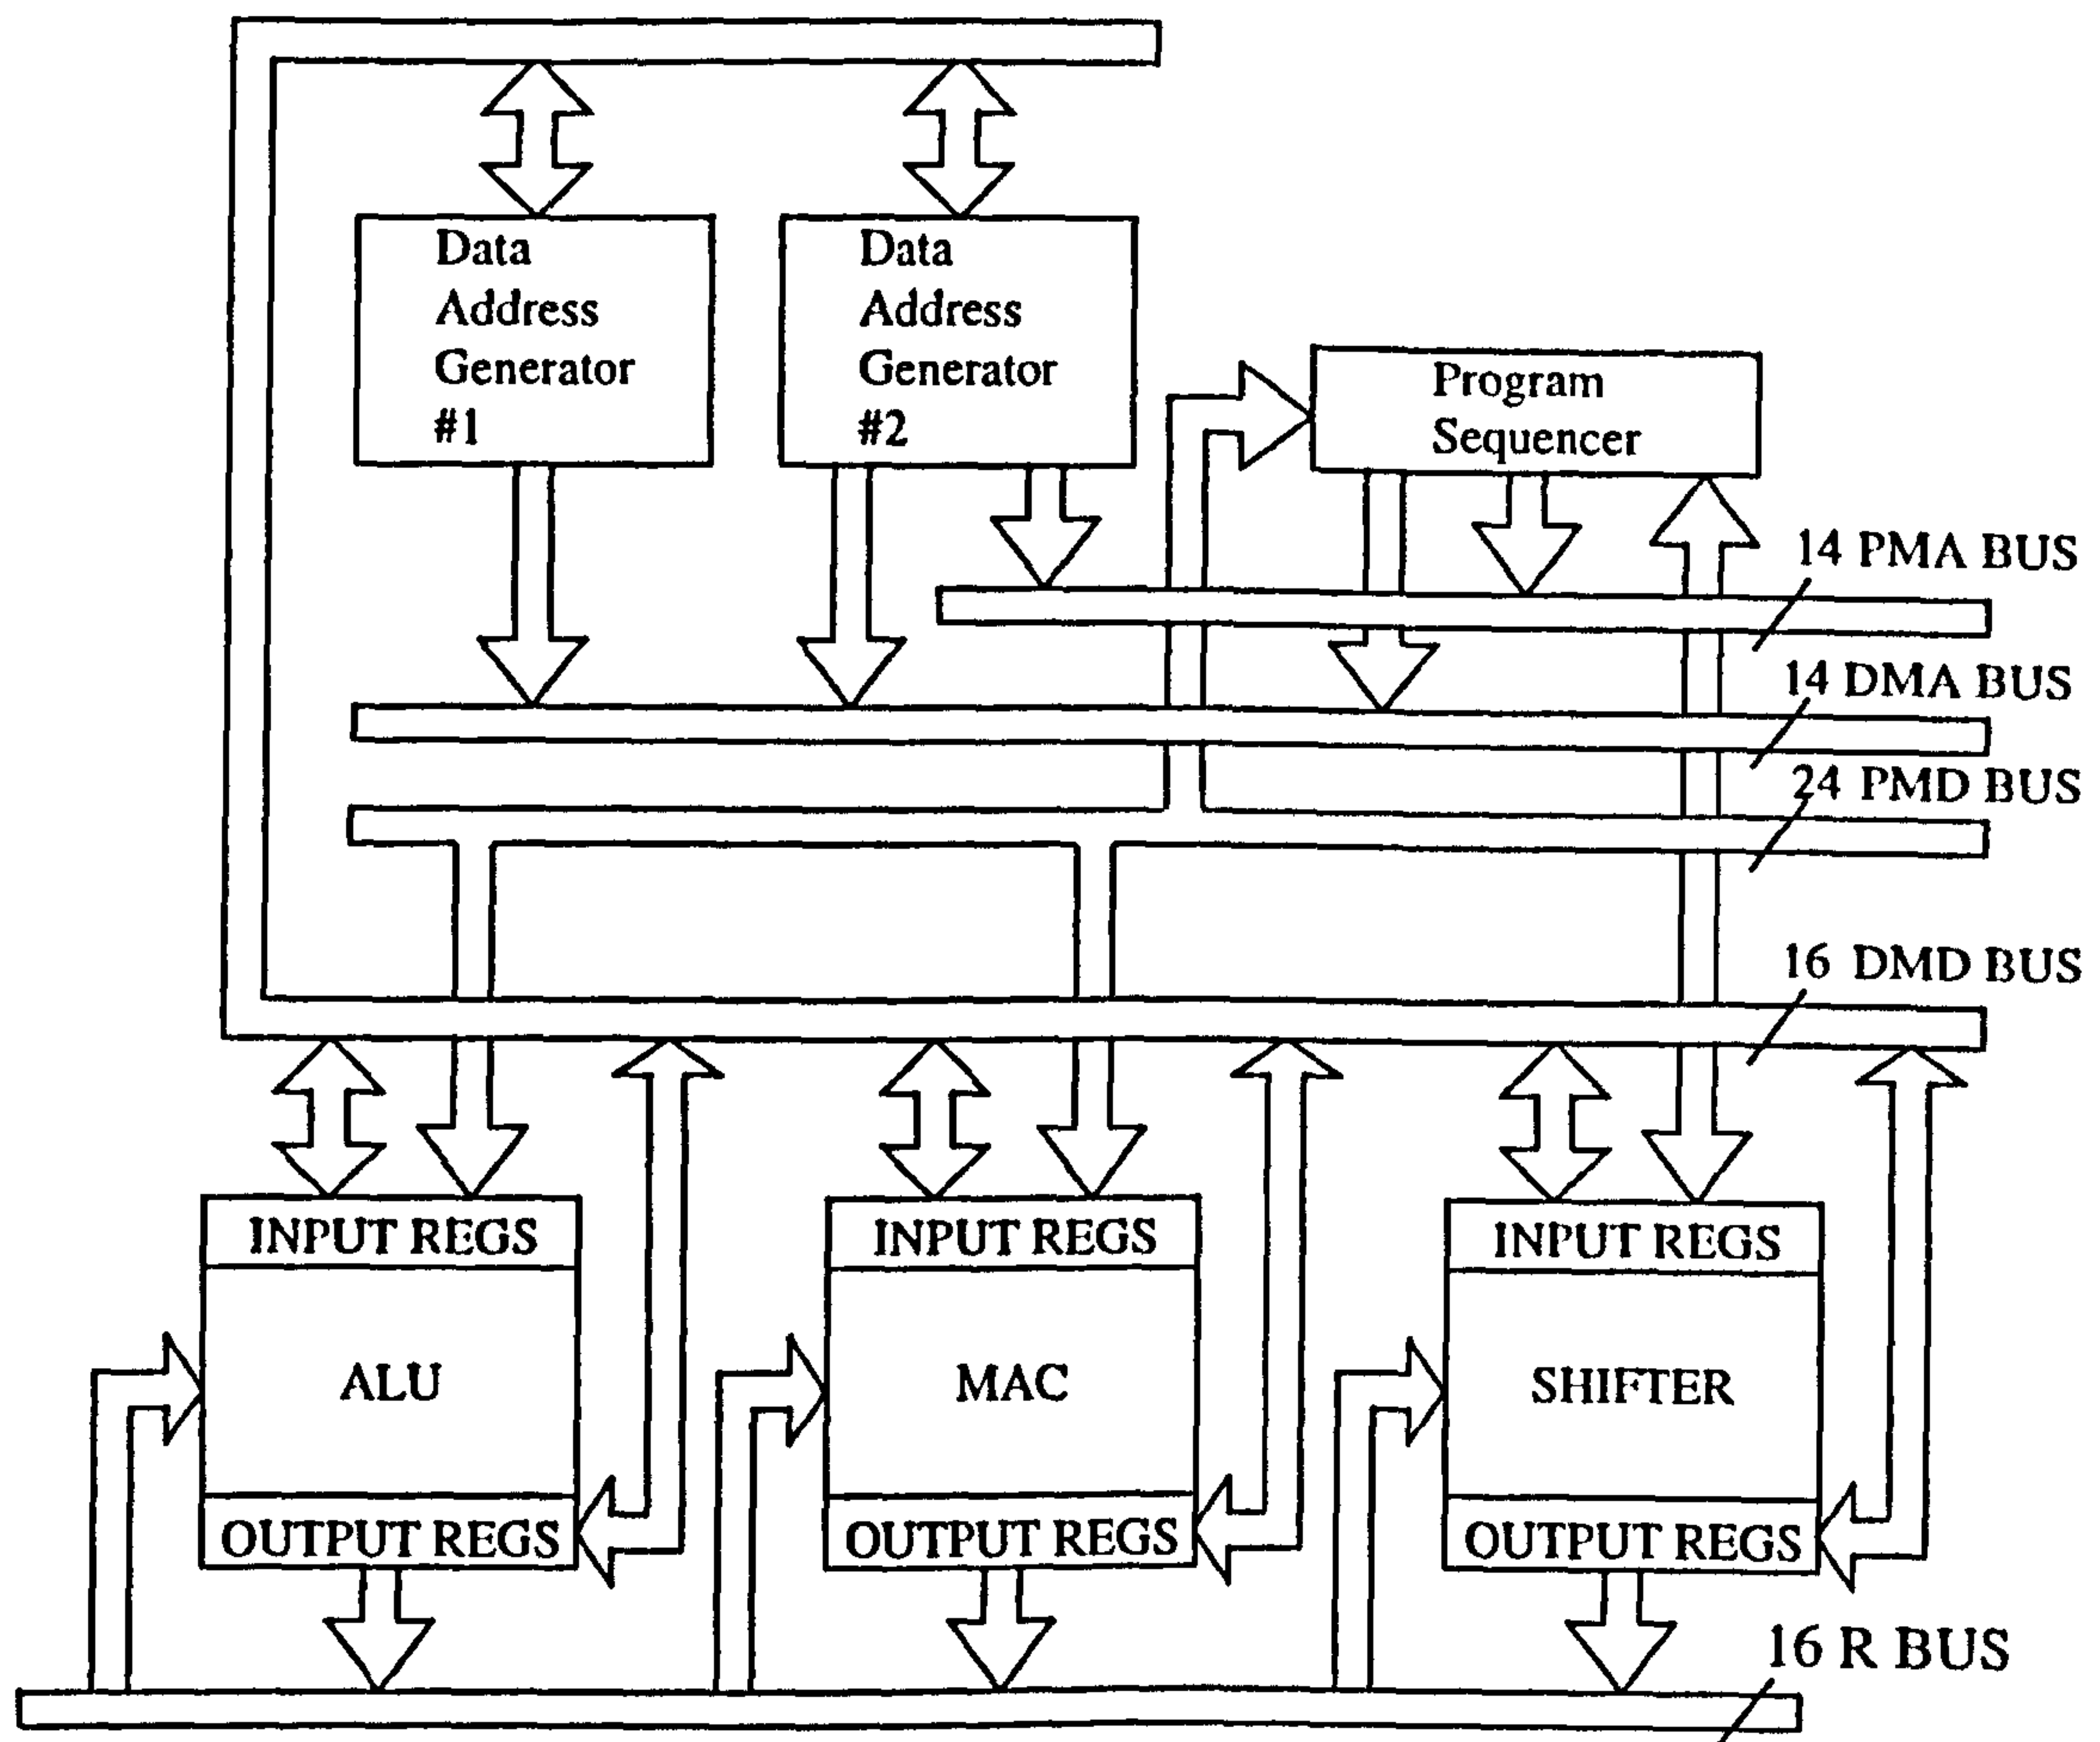 Data
Address
Generator
#1
Data
Address
Generator
#2
Program
Sequencer
14 PMA BUS
14 DMA BUS
24 PMD BUS
16 DMD BUS
INPUT REGS
ALU
OUTPUT REGS
INPUT REGS
MAC
OUTPUT REGS
INPUT REGS
SHIFTER
OUTPUT REGS
16 R BUS